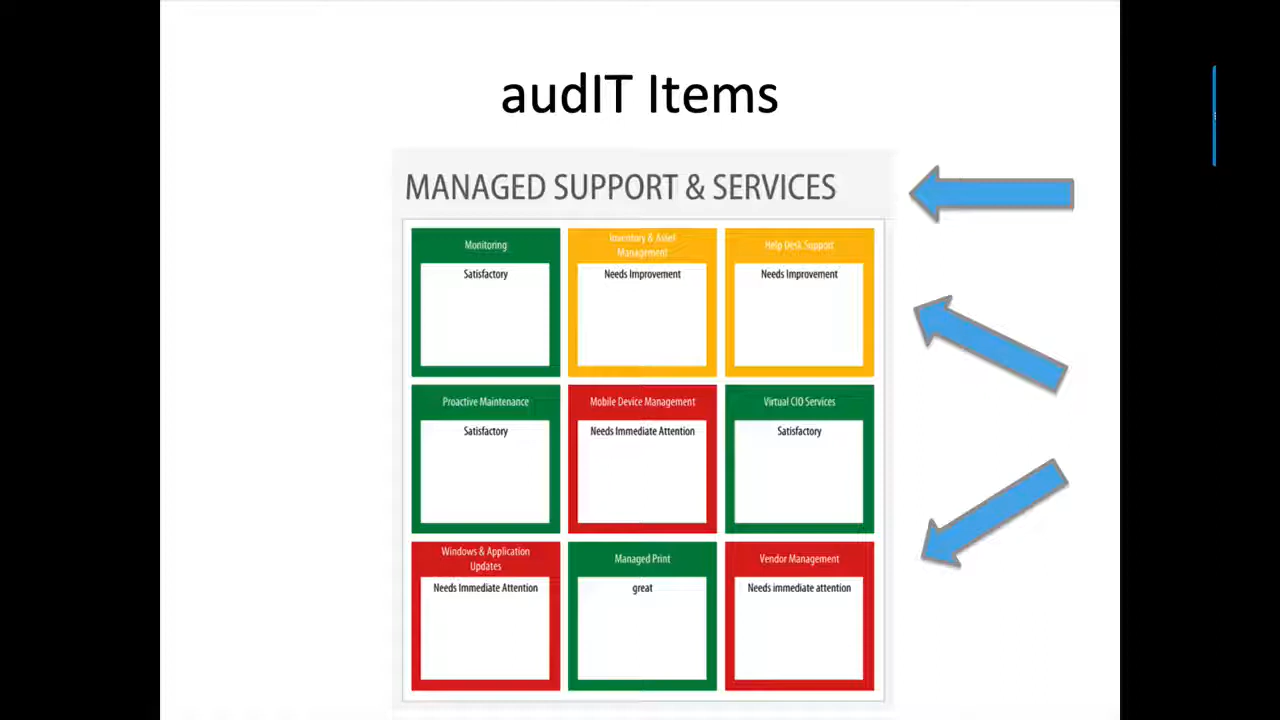 audIT Items
MANAGED SUPPORT & SERVICES
Monitoring
Satisfactory
Inventory & Asset
Management
Needs Improvement
Help Desk Support
Needs Improvement
Proactive Maintenance
Satisfactory
Mobile Device Management
Needs Immediate Attention
Virtual CIO Services
Satisfactory
Windows & Application
Updates
Needs Immediate Attention
Managed Print
great
Vendor Management
Needs immediate attention